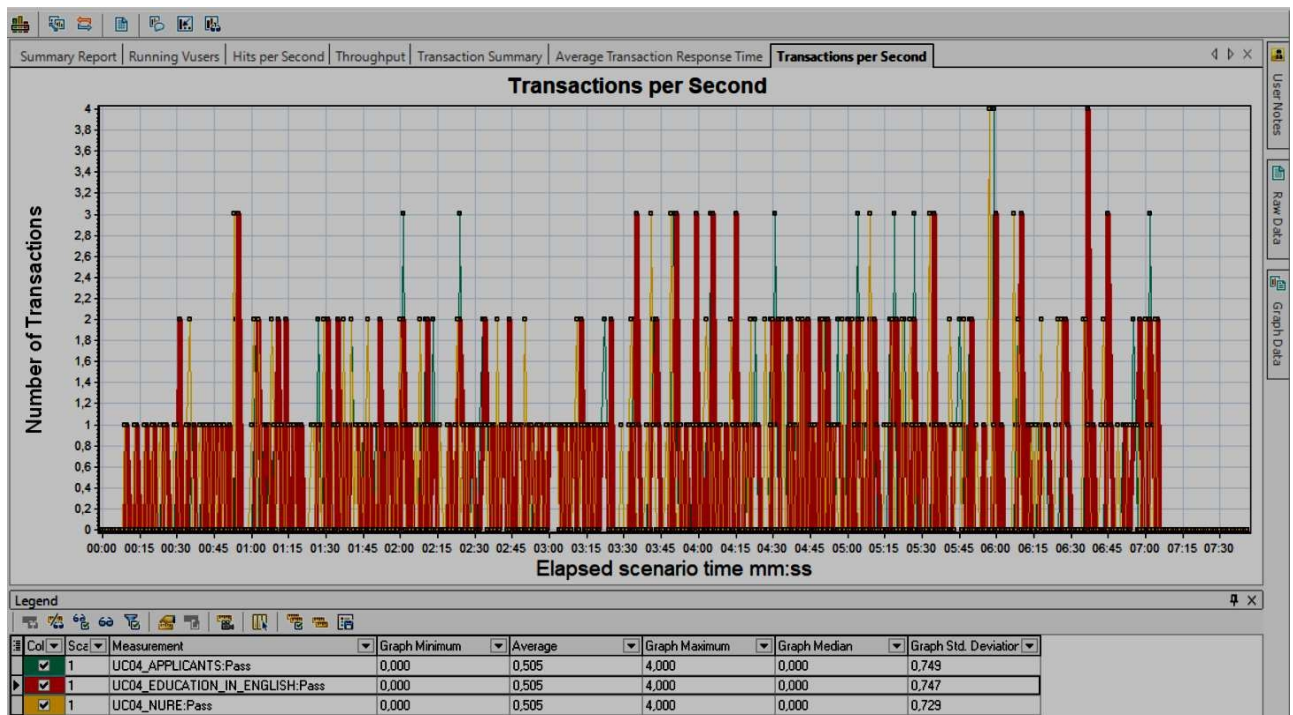 Summary Report Running Vusers Hits per Second Throughput Transaction Summary Average Transaction Response Time Transactions per Second
Transactions per Second
Number of Transactions
4
3,8
3,6
3,4
3,2
3
2,8
2,6
2,4
2,2
2
1,8
1,6
1,4
1,2
1
0,8
0,6
0,4
0,2
0
00:00 00:15 00:30 00:45 01:00 01:15 01:30 01:45 02:00 02:15 02:30 02:45 03:00 03:15 03:30 03:45 04:00 04:15 04:30 04:45 05:00 05:15 05:30 05:45 06:00 06:15 06:30 06:45 07:00 07:15 07:30
Elapsed scenario time mm:ss
User Notes
Raw Data
Graph Data
Legend
Col Sca Measurement Graph Minimum Average Graph Maximum Graph Median Graph Std. Deviation
1 UC04_APPLICANTS:Pass 0,000 0,505 4,000 0,000 0,749
1 UC04_EDUCATION_IN_ENGLISH:Pass 0,000 0,505 4,000 0,000 0,747
1 UC04_NURE:Pass 0,000 0,505 4,000 0,000 0,729